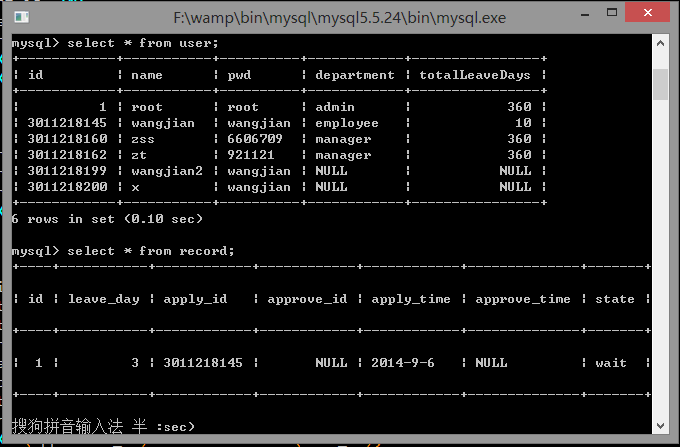 F:\wamp\bin\mysql\mysql5.5.24\bin\mysql.exe
mysql> select * from user;
+------------+-----------+----------+------------+----------------+
| id | name | pwd | department | totalLeaveDays |
+------------+-----------+----------+------------+----------------+
| 1 | root | root | admin | 360 |
| 3011218145 | wangjian | wangjian | employee | 10 |
| 3011218160 | zss | 6606709 | manager | 360 |
| 3011218162 | zt | 921121 | manager | 360 |
| 3011218199 | wangjian2 | wangjian | NULL | NULL |
| 3011218200 | x | wangjian | NULL | NULL |
+------------+-----------+----------+------------+----------------+
6 rows in set (0.10 sec)
mysql> select * from record;
+----+-----------+------------+------------+------------+--------------+-------+
| id | leave_day | apply_id | approve_id | apply_time | approve_time | state |
+----+-----------+------------+------------+------------+--------------+-------+
| 1 | 3 | 3011218145 | NULL | 2014-9-6 | NULL | wait |
+----+-----------+------------+------------+------------+--------------+-------+
搜狗拼音输入法 半 :sec)